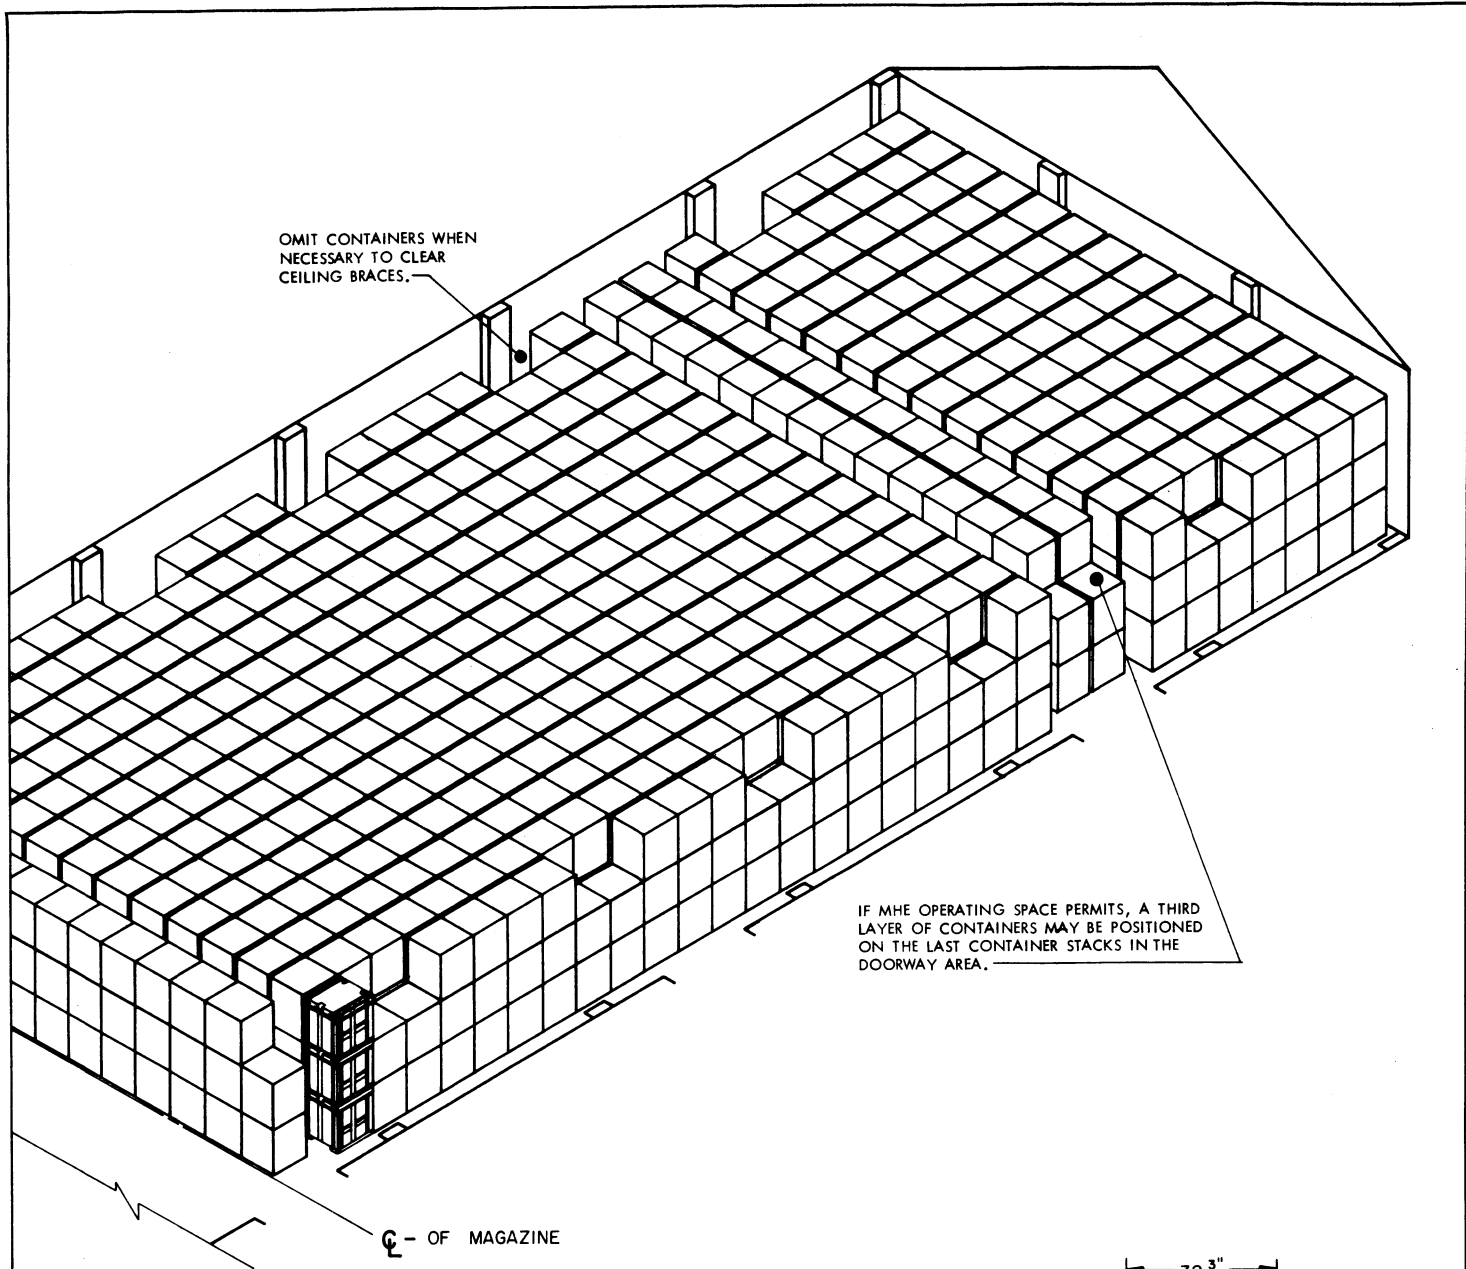 OMIT CONTAINERS WHEN
NECESSARY TO CLEAR
CEILING BRACES.
IF MHE OPERATING SPACE PERMITS, A THIRD
LAYER OF CONTAINERS MAY BE POSITIONED
ON THE LAST CONTAINER STACKS IN THE
DOORWAY AREA.
℄ - OF MAGAZINE